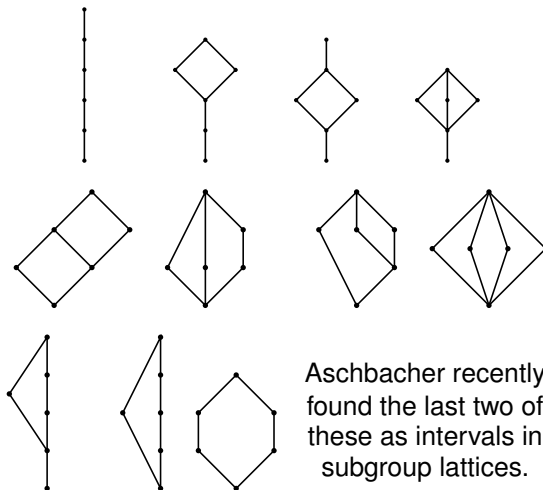 Aschbacher recently
found the last two of
these as intervals in
subgroup lattices.